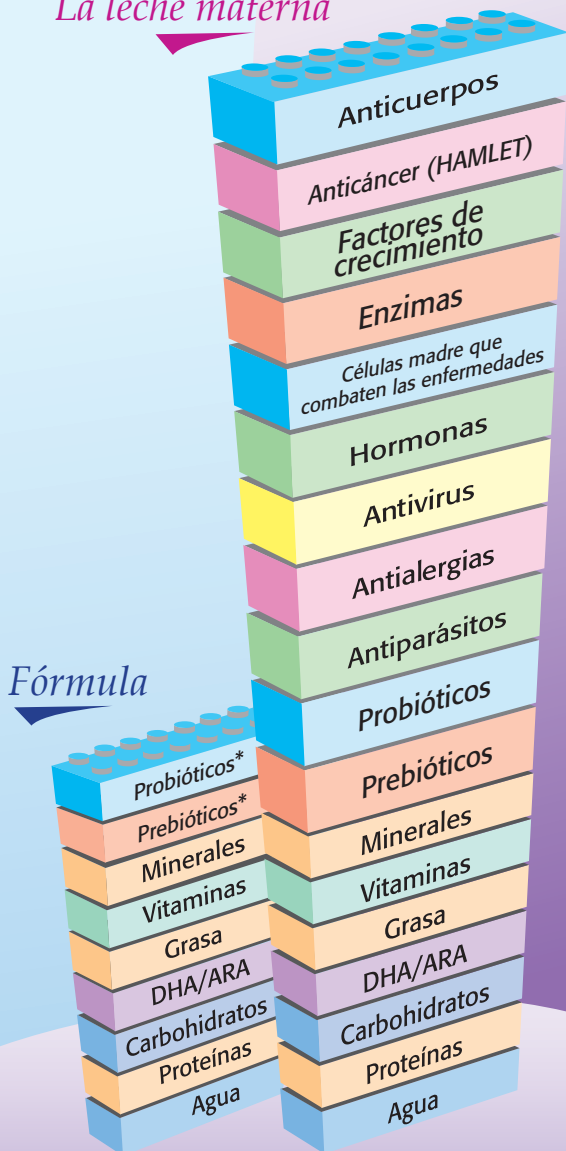 La leche materna
Anticuerpos
Anticáncer (HAMLET)
Factores de
crecimiento
Enzimas
Células madre que
combaten las enfermedades
Hormonas
Antivirus
Antialergias
Antiparásitos
Probióticos
Prebióticos
Minerales
Vitaminas
Grasa
DHA/ARA
Carbohidratos
Proteínas
Agua
Fórmula
Probióticos*
Prebióticos*
Minerales
Vitaminas
Grasa
DHA/ARA
Carbohidratos
Proteínas
Agua